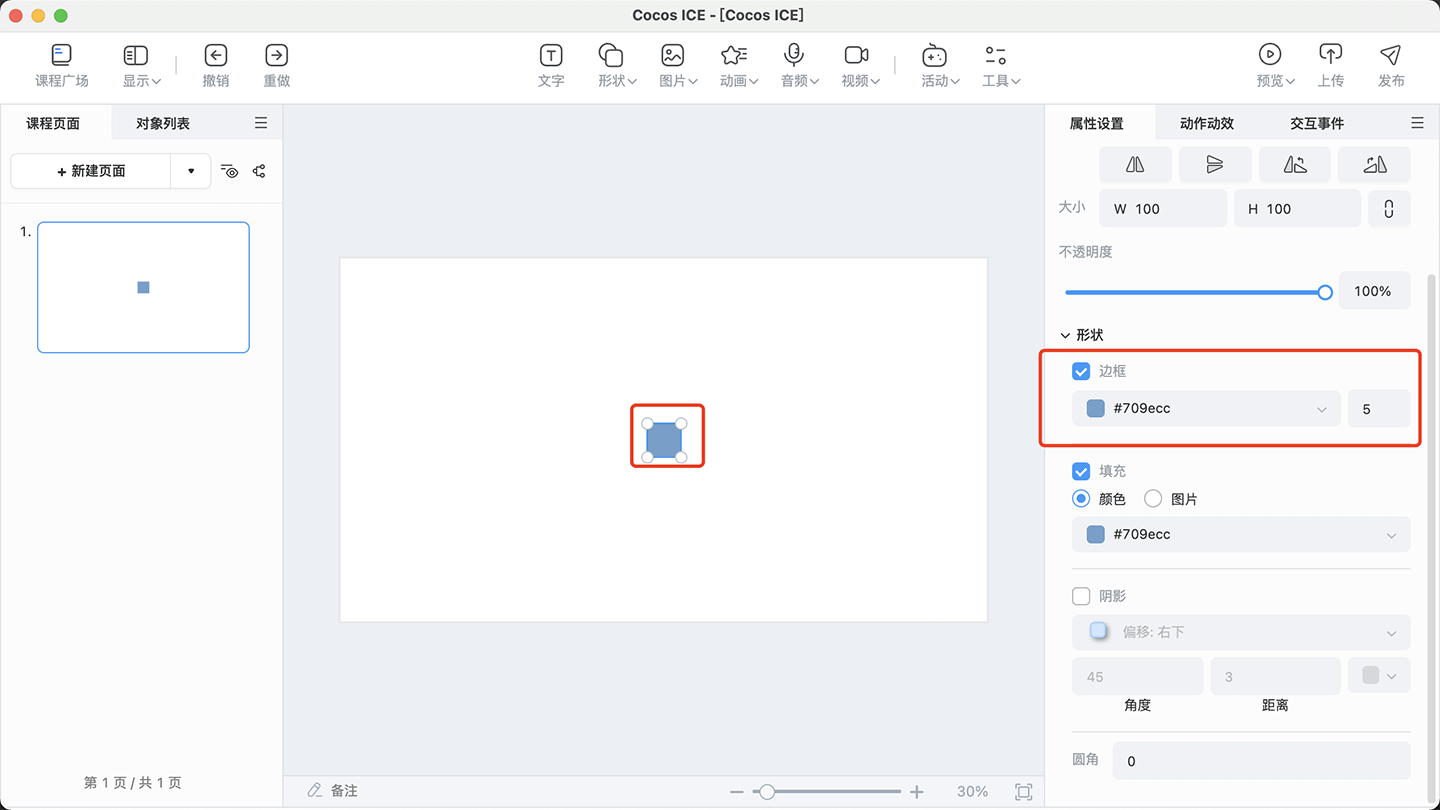 Cocos ICE - [Cocos ICE]
课程广场 显示 撤销 重做 文字 形状 图片 动画 音频 视频 活动 工具 预览 上传 发布
课程页面 对象列表
+ 新建页面
1.
第 1 页 / 共 1 页
备注
30%
属性设置 动作动效 交互事件
大小 W 100 H 100
不透明度
100%
形状
边框
#709ecc 5
填充
颜色 图片
#709ecc
阴影
偏移: 右下
45 3
角度 距离
圆角 0